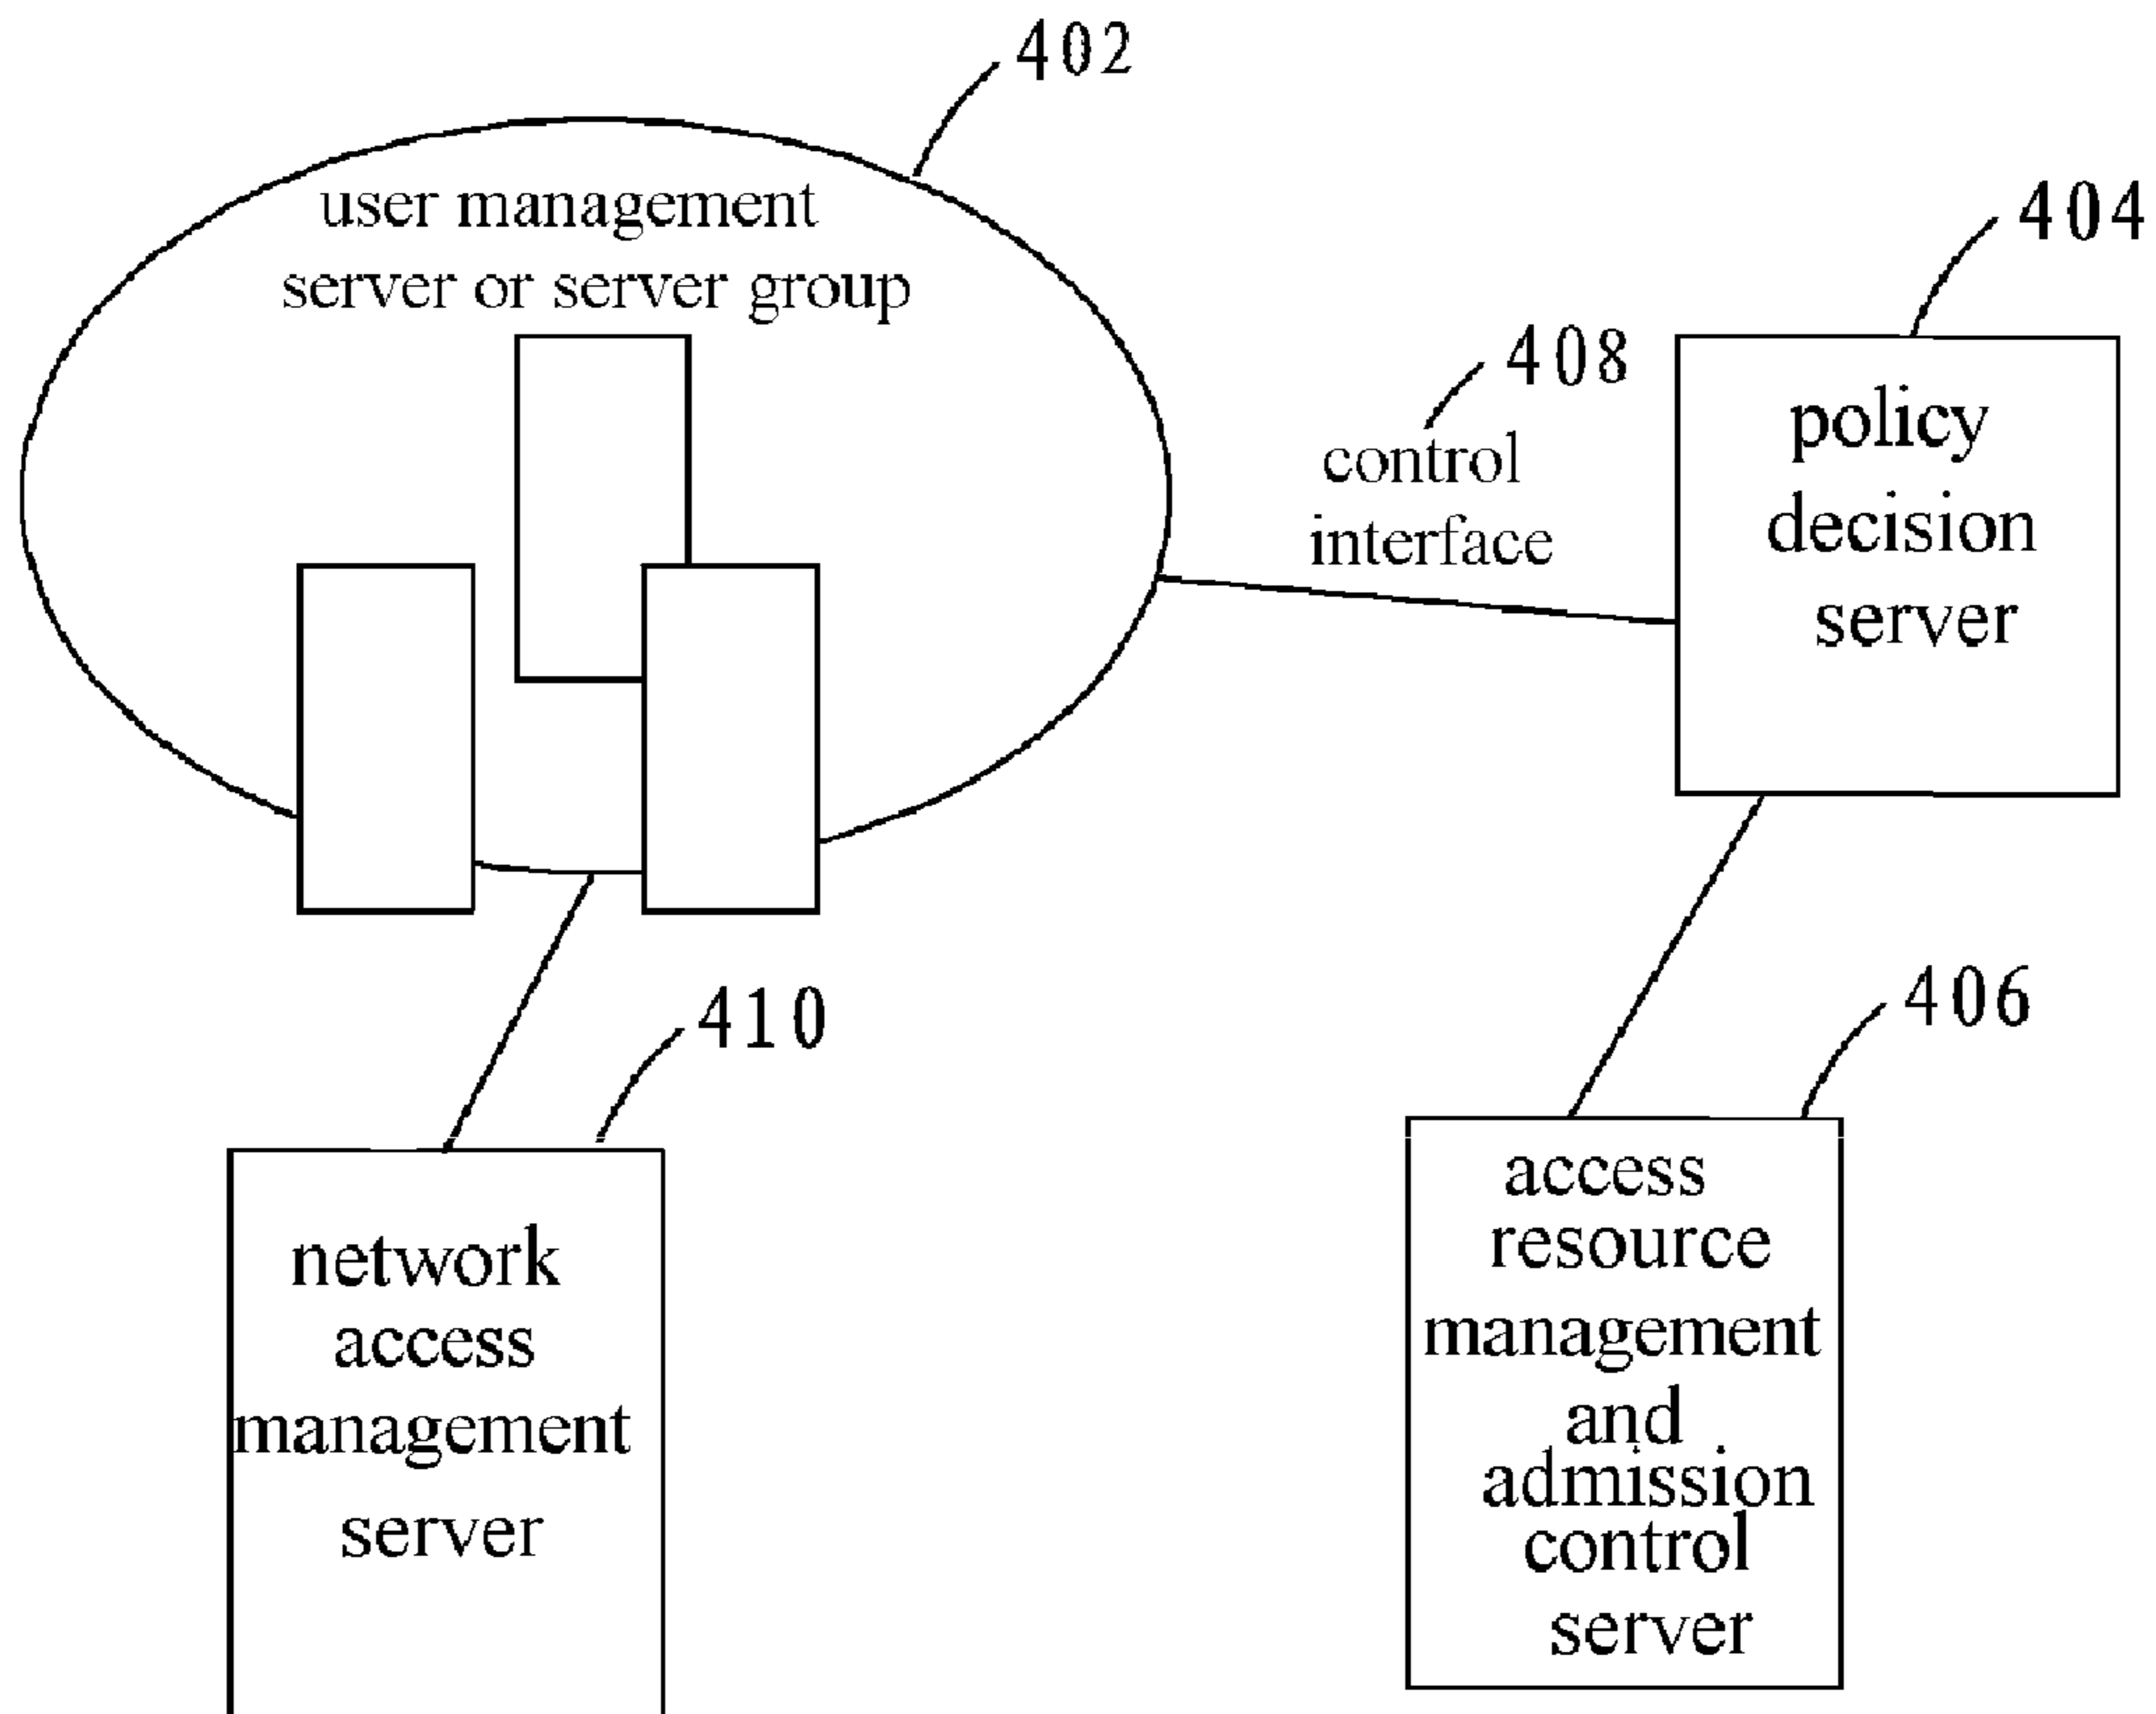 402
user management
server or server group
404
408
control
interface
policy
decision
server
410
406
network
access
management
server
access
resource
management
and
admission
control
server